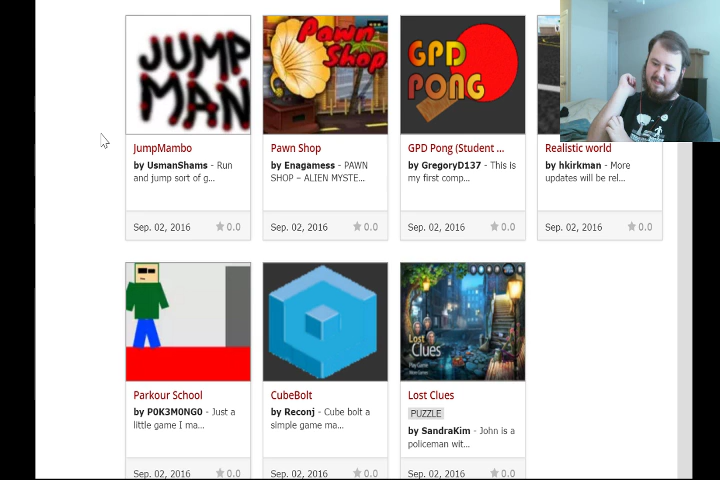 JUMP
MAN
Pawn
Shop
GPD
PONG
JumpMambo
by UsmanShams - Run
and jump sort of g...
Sep. 02, 2016
0.0
Pawn Shop
by Enagamess - PAWN
SHOP – ALIEN MYSTE...
Sep. 02, 2016
0.0
GPD Pong (Student ...
by GregoryD137 - This is
my first comp...
Sep. 02, 2016
0.0
Realistic world
by hkirkman - More
updates will be rel...
Sep. 02, 2016
0.0
Lost
Clues
Play Game
Parkour School
by P0K3M0NG0 - Just a
little game I ma...
Sep. 02, 2016
0.0
CubeBolt
by Reconj - Cube bolt a
simple game ma...
Sep. 02, 2016
0.0
Lost Clues
PUZZLE
by SandraKim - John is a
policeman wit...
Sep. 02, 2016
0.0